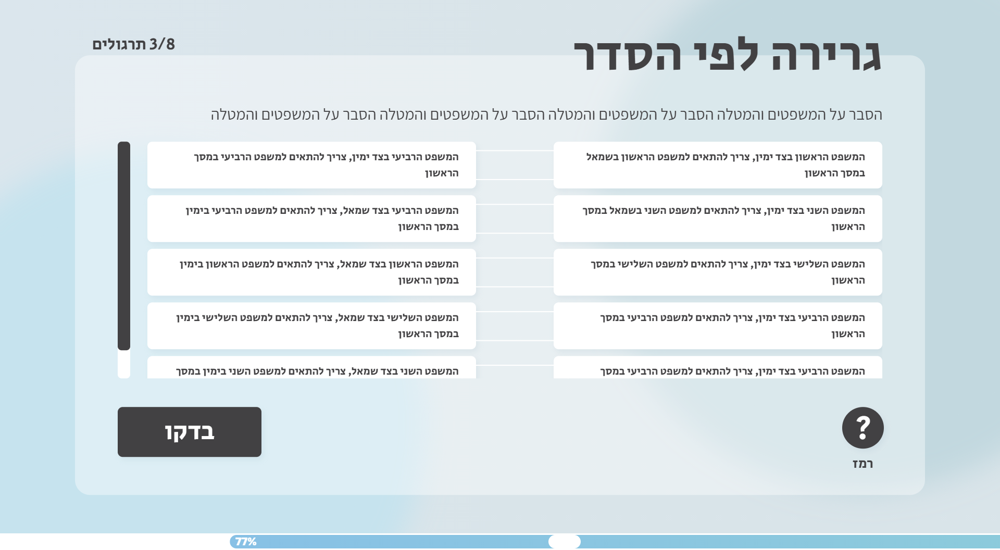 גרירה לפי הסדר
3/8 תרגולים
הסבר על המשפטים והמטלה הסבר על המשפטים והמטלה הסבר על המשפטים והמטלה הסבר על המשפטים והמטלה
המשפט הראשון בצד ימין, צריך להתאים למשפט הראשון בשמאל
במסך הראשון
המשפט הרביעי בצד ימין, צריך להתאים למשפט הרביעי במסך
הראשון
המשפט השני בצד ימין, צריך להתאים למשפט השני בשמאל במסך
הראשון
המשפט הרביעי בצד שמאל, צריך להתאים למשפט הרביעי בימין
במסך הראשון
המשפט השלישי בצד ימין, צריך להתאים למשפט השלישי במסך
הראשון
המשפט הראשון בצד שמאל, צריך להתאים למשפט הראשון בימין
במסך הראשון
המשפט הרביעי בצד ימין, צריך להתאים למשפט הרביעי במסך
הראשון
המשפט השלישי בצד שמאל, צריך להתאים למשפט השלישי בימין
במסך הראשון
המשפט הרביעי בצד ימין, צריך להתאים למשפט הרביעי במסך
המשפט השני בצד שמאל, צריך להתאים למשפט השני בימין במסך
?
רמז
בדקו
77%